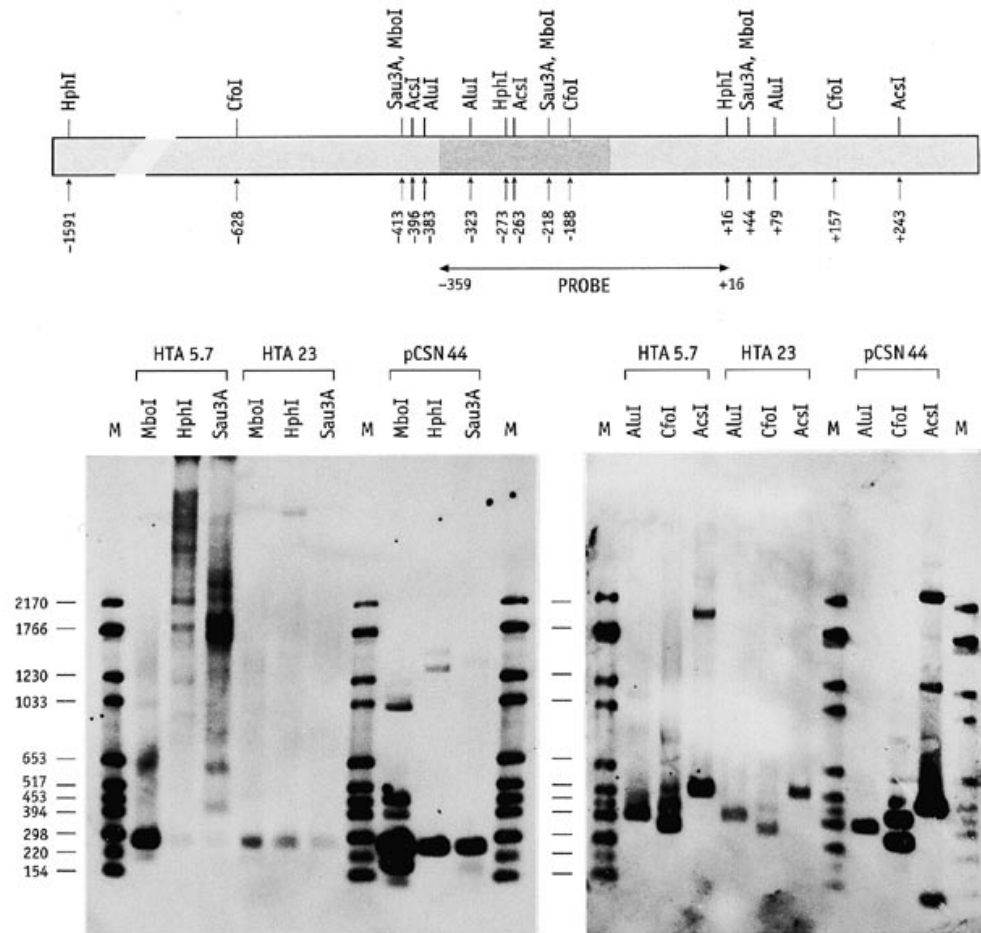 HphI CfoI Sau3A, MboI AcsI AluI AluI HphI AcsI Sau3A, MboI CfoI HphI Sau3A, MboI AluI CfoI AcsI
-1591 -628 -413 -396 -383 -323 -273 -263 -218 -188 +16 +44 +79 +157 +243
-359 PROBE +16
HTA 5.7 HTA 23 pCSN 44 HTA 5.7 HTA 23 pCSN 44
M MboI HphI Sau3A MboI HphI Sau3A M MboI HphI Sau3A M M AluI CfoI AcsI AluI CfoI AcsI M AluI CfoI AcsI M
2170
1766
1230
1033
653
517
453
394
298
220
154